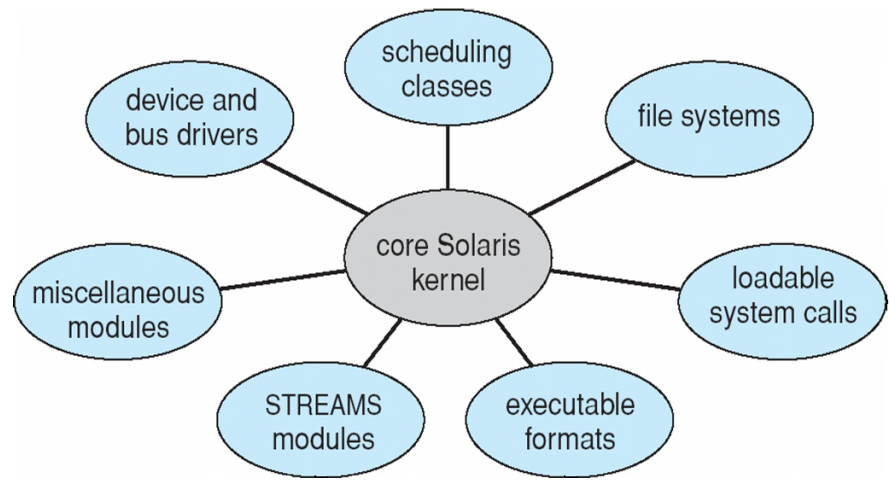 scheduling
classes
device and
bus drivers
file systems
core Solaris
kernel
miscellaneous
modules
loadable
system calls
STREAMS
modules
executable
formats